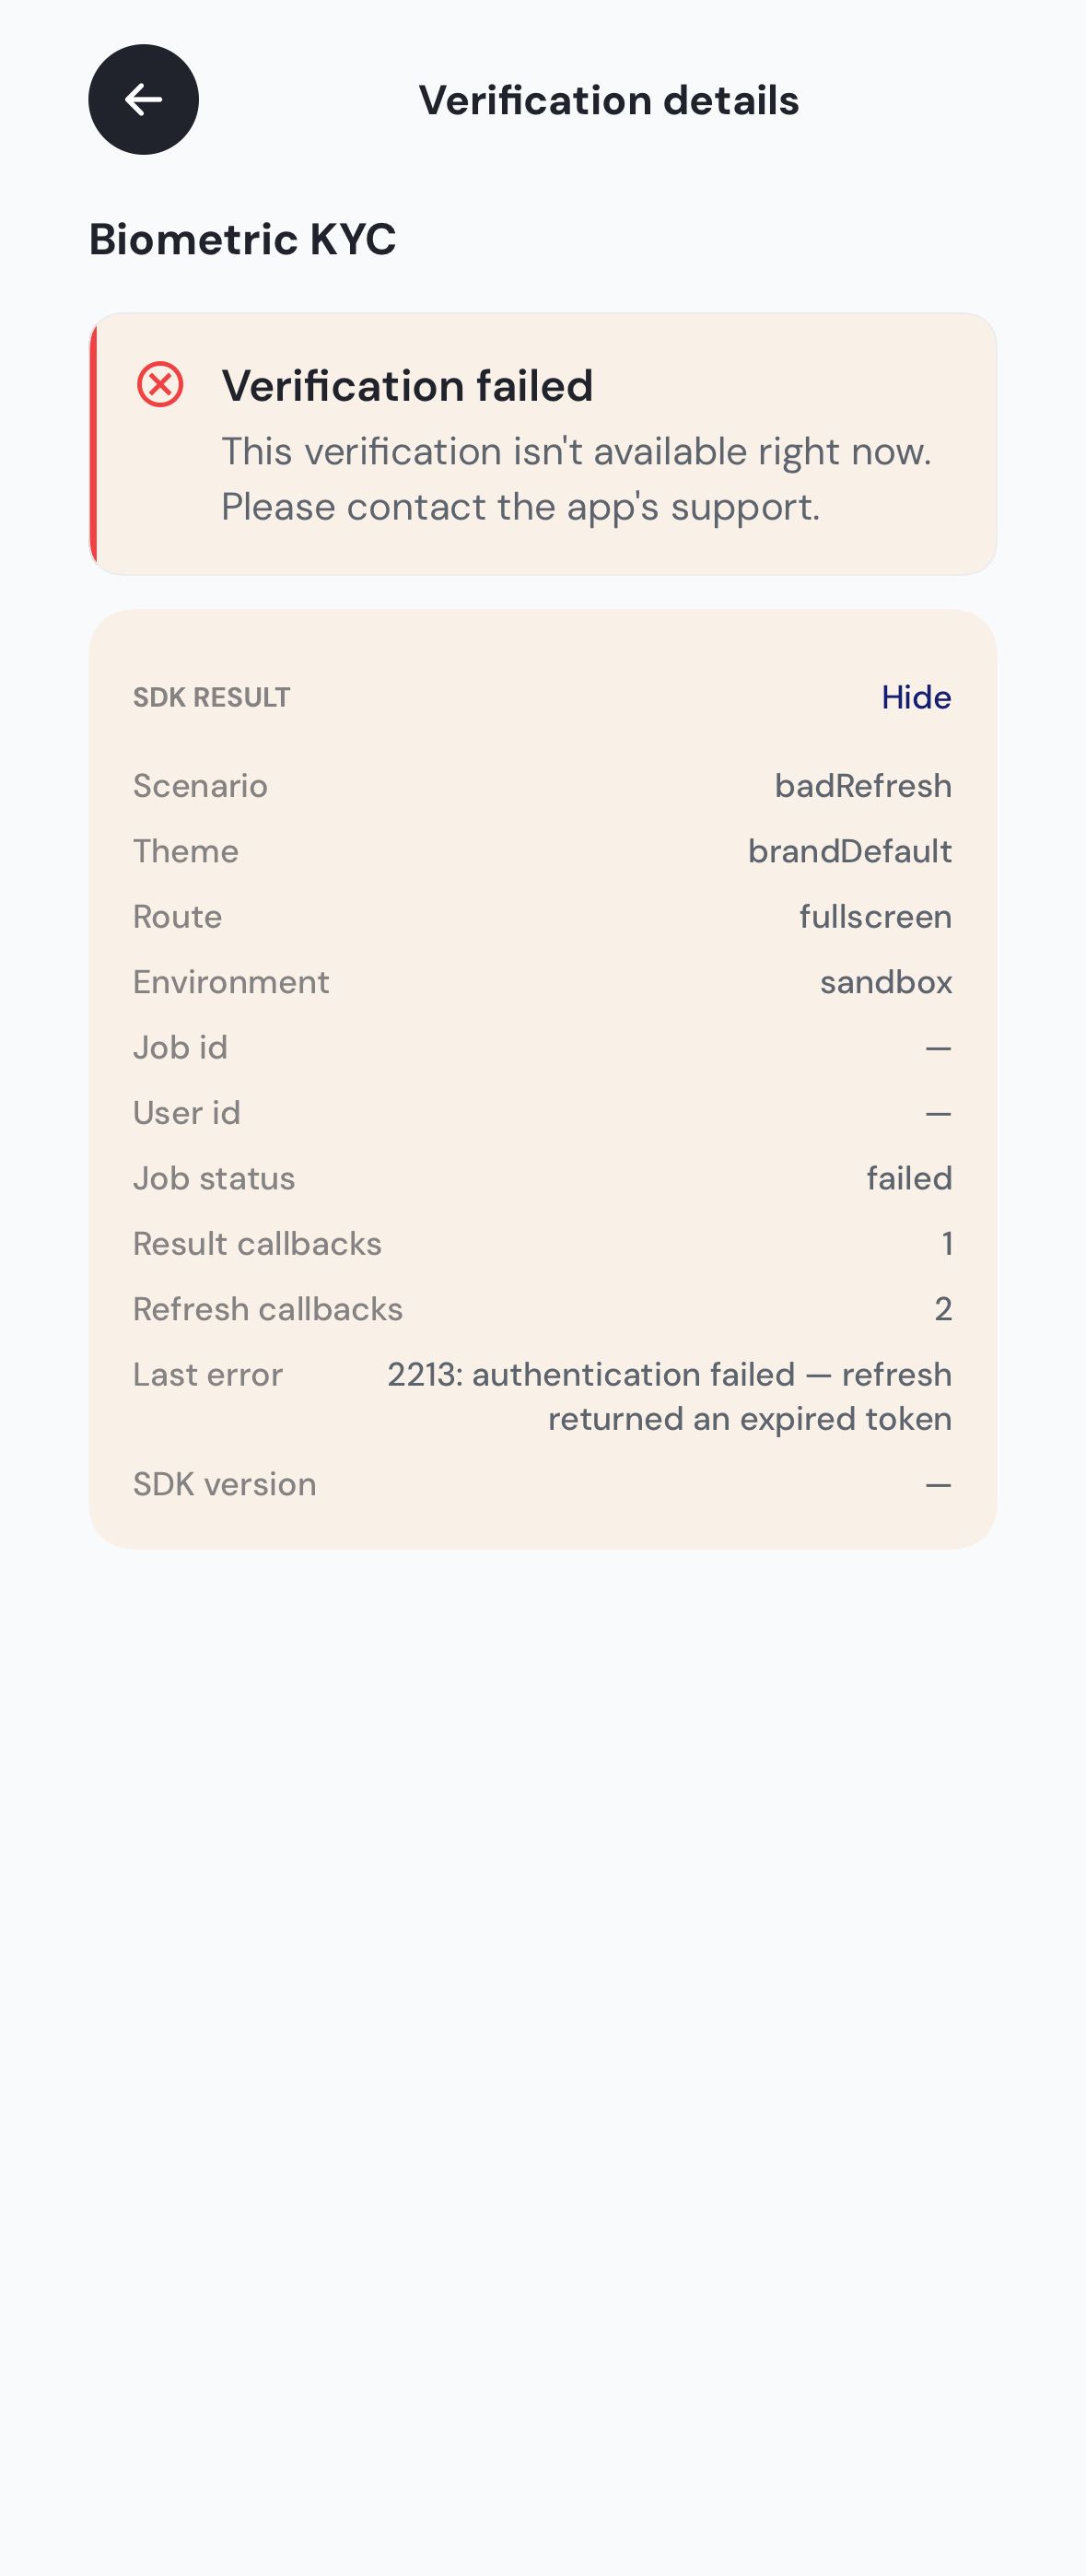 Verification details
Biometric KYC
Verification failed
This verification isn't available right now.
Please contact the app's support.
SDK RESULT Hide
Scenario badRefresh
Theme brandDefault
Route fullscreen
Environment sandbox
Job id —
User id —
Job status failed
Result callbacks 1
Refresh callbacks 2
Last error 2213: authentication failed — refresh
returned an expired token
SDK version —